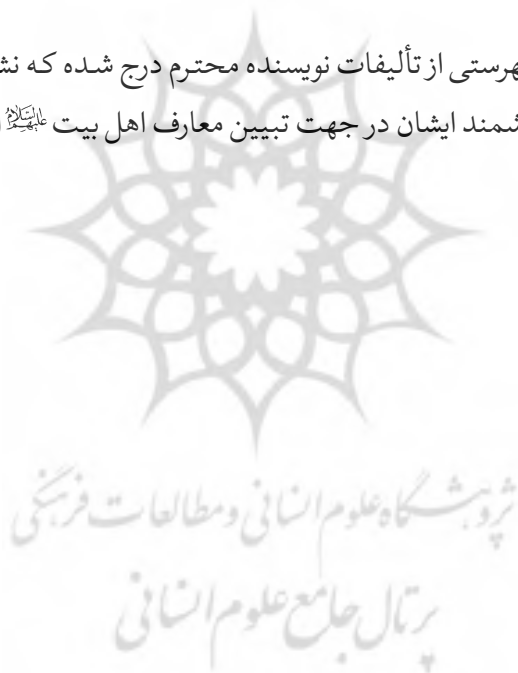 هرستی از تألیفات نویسنده محترم درج شده که نش
شمند ایشان در جهت تبیین معارف اهل بیت علیهم‌السلام
پژوهشگاه علوم انسانی و مطالعات فرهنگی
پرتال جامع علوم انسانی